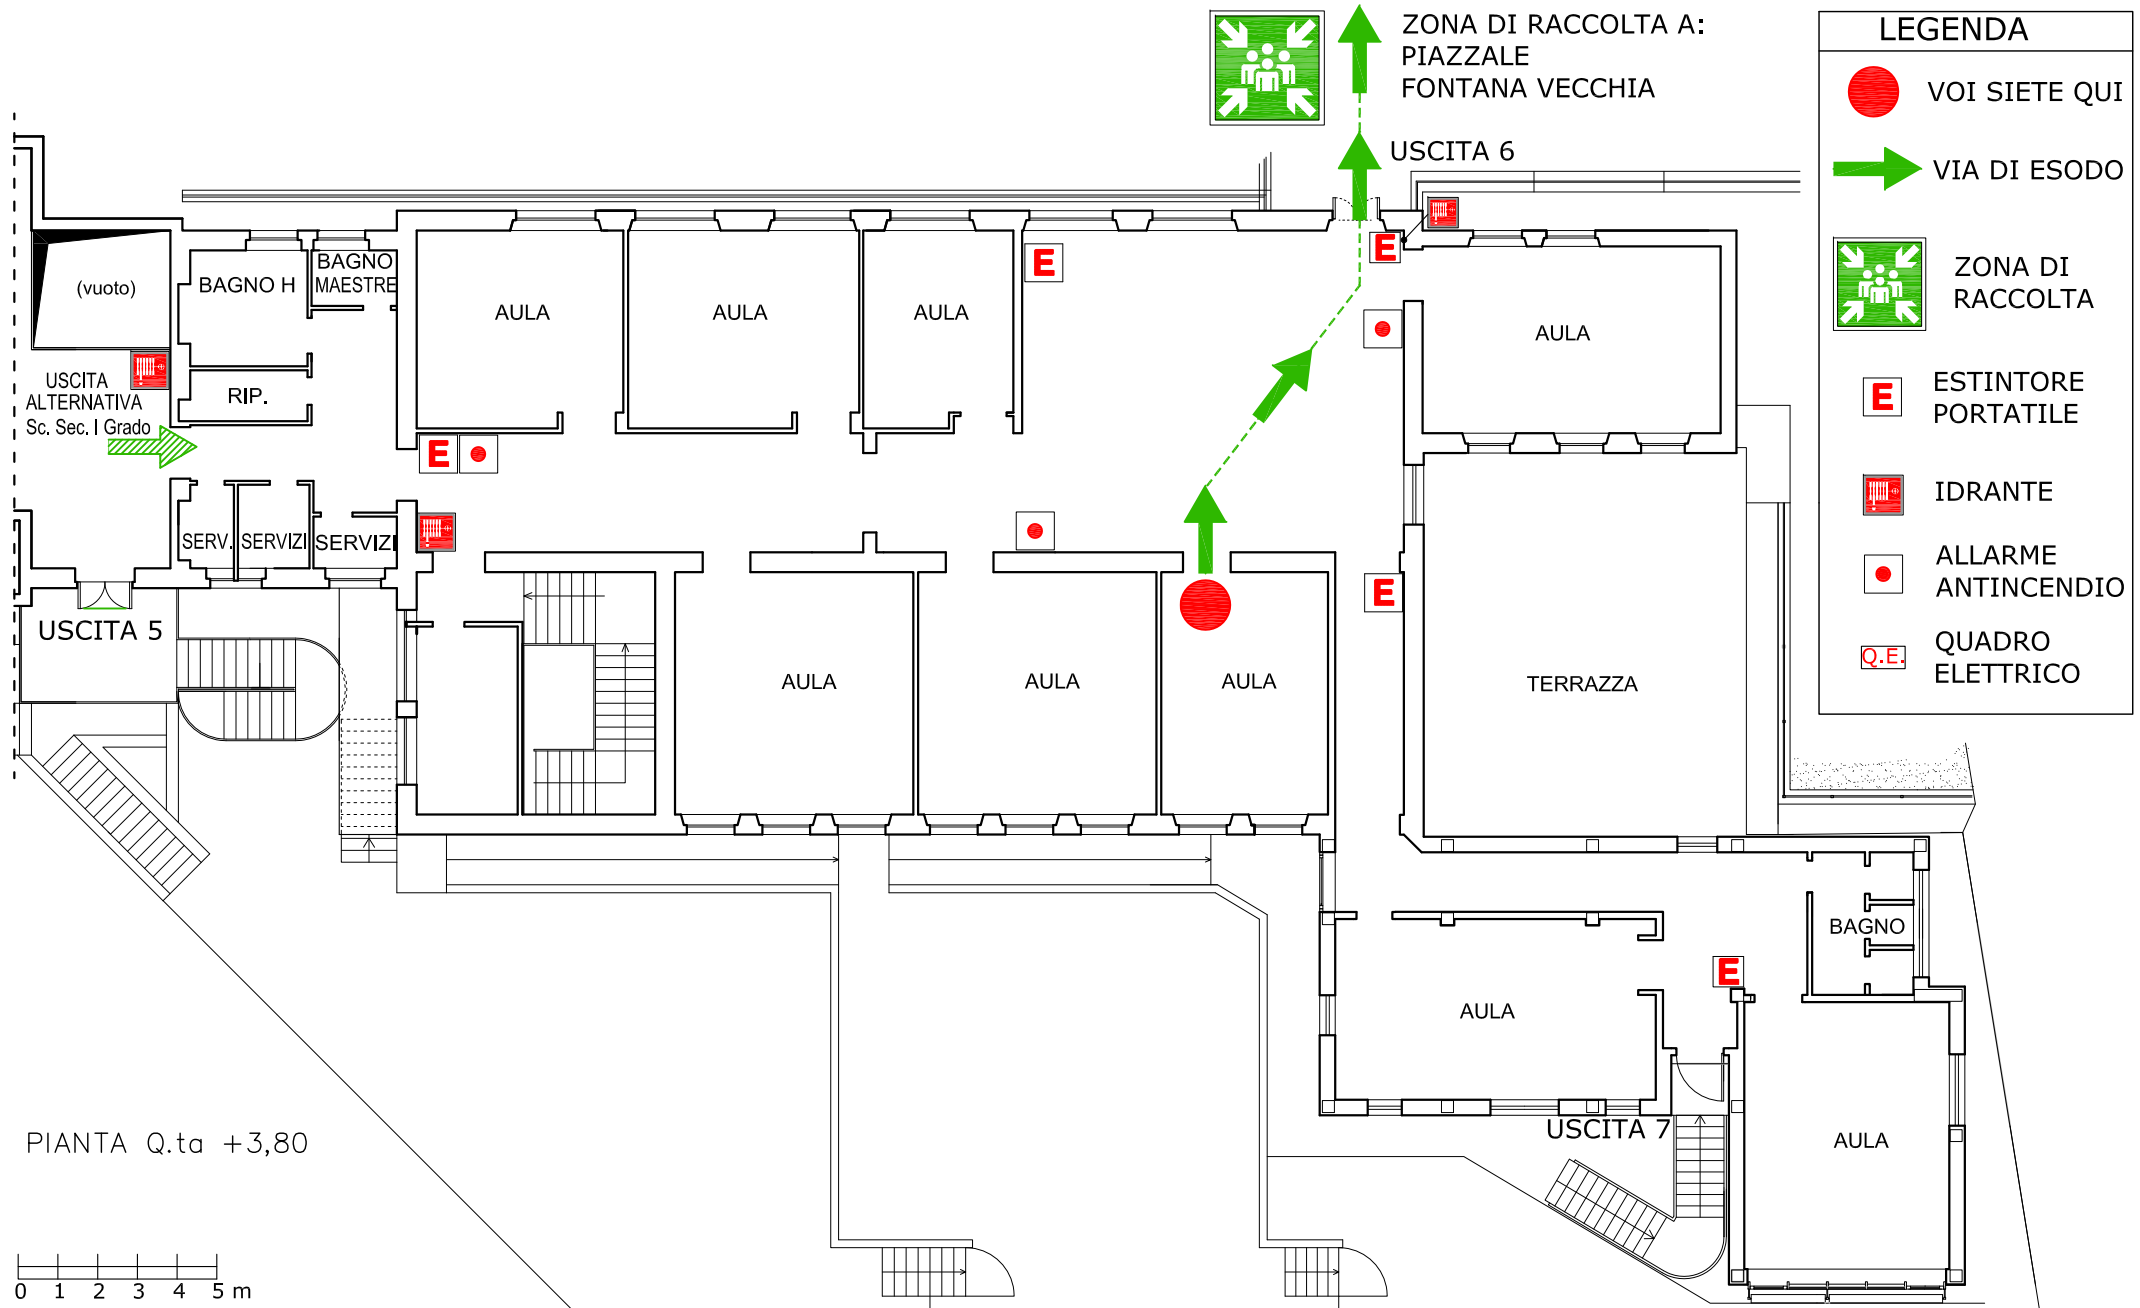 ZONA DI RACCOLTA A:
PIAZZALE
FONTANA VECCHIA
USCITA 6
LEGENDA
VOI SIETE QUI
VIA DI ESODO
ZONA DI
RACCOLTA
E
ESTINTORE
PORTATILE
IDRANTE
ALLARME
ANTINCENDIO
Q.E.
QUADRO
ELETTRICO
(vuoto)
BAGNO H
BAGNO
MAESTRE
AULA
AULA
AULA
E
E
AULA
USCITA
ALTERNATIVA
Sc. Sec. I Grado
RIP.
E
SERV.
SERVIZI
SERVIZI
USCITA 5
AULA
AULA
AULA
E
TERRAZZA
BAGNO
E
AULA
USCITA 7
AULA
PIANTA Q.ta +3,80
0 1 2 3 4 5 m